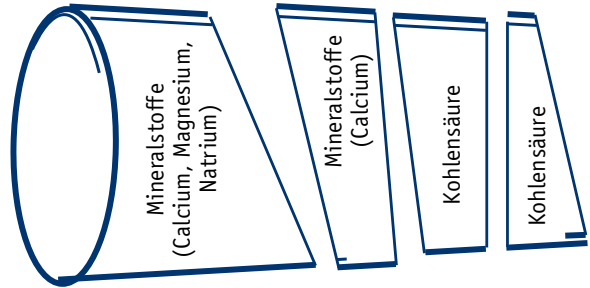 Mineralstoffe
(Calcium, Magnesium,
Natrium)
Mineralstoffe
(Calcium)
Kohlensäure
Kohlensäure